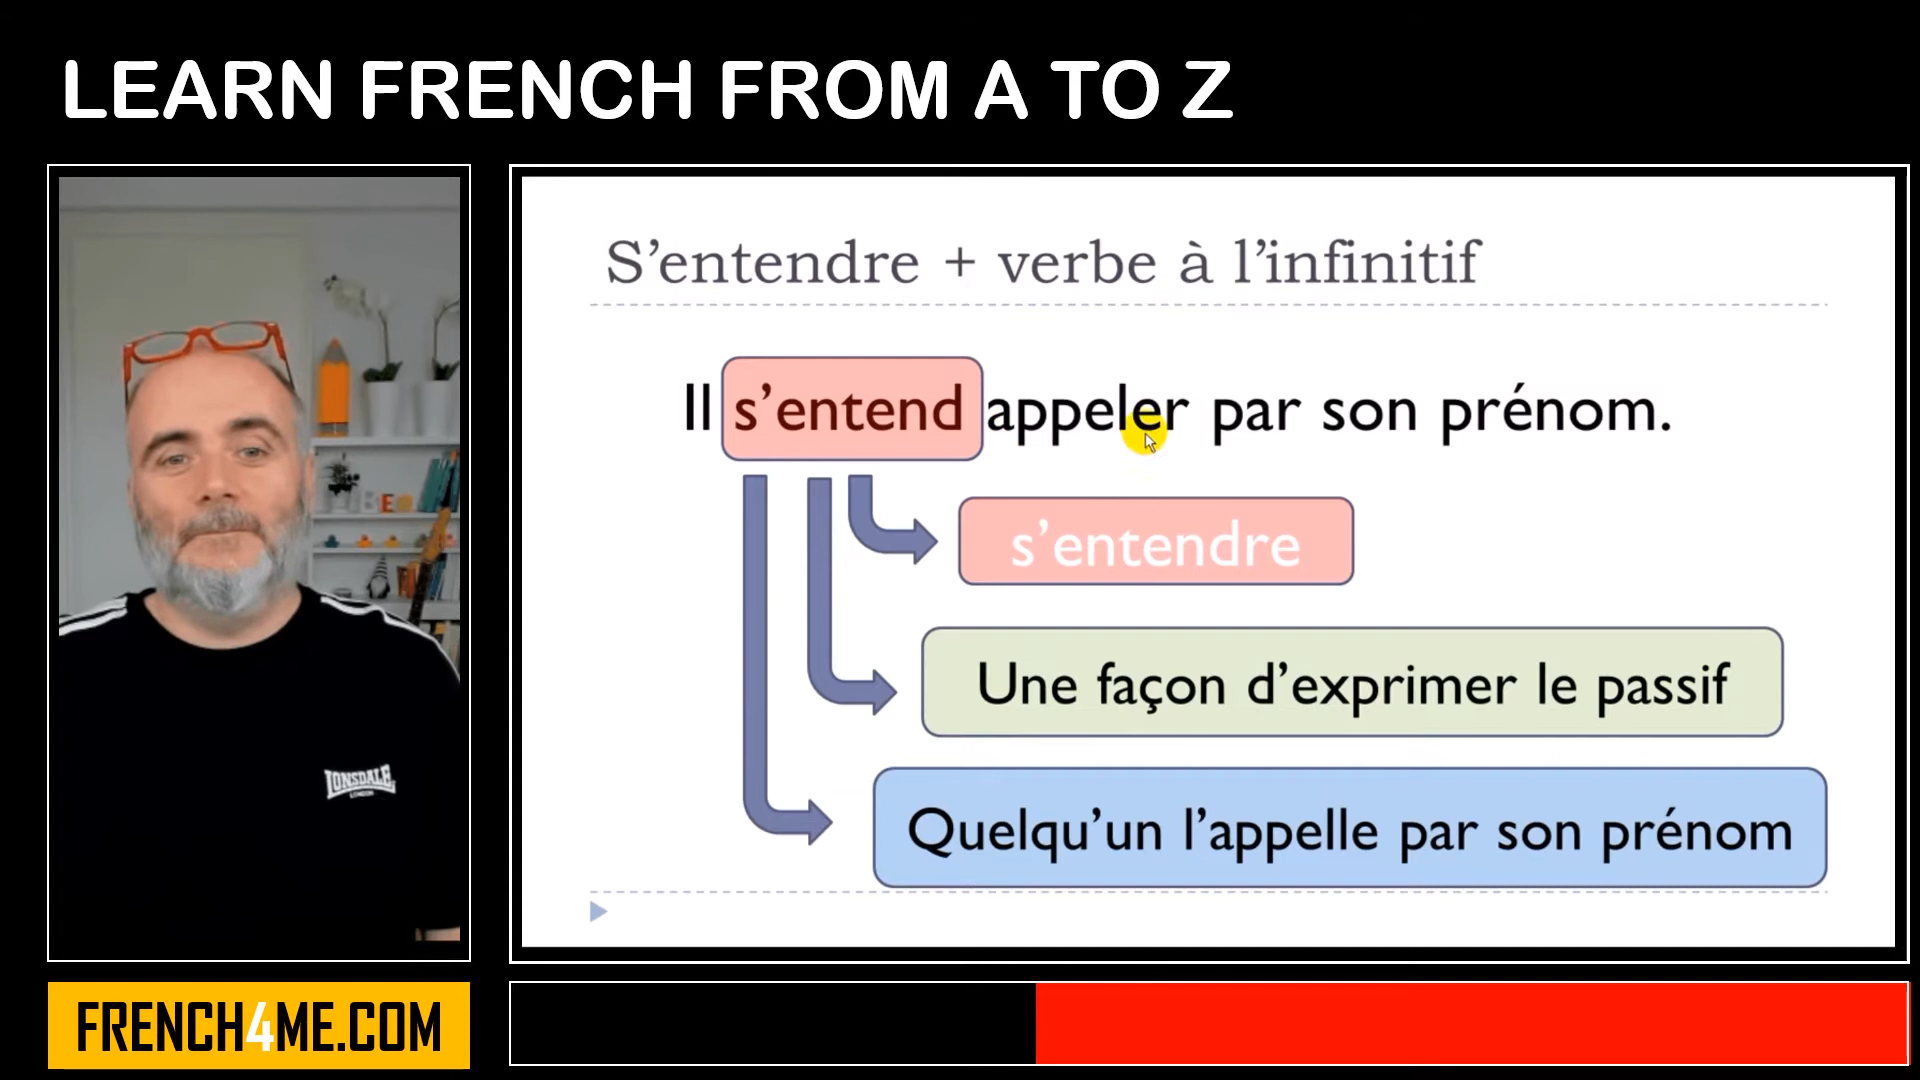 LEARN FRENCH FROM A TO Z
S’entendre + verbe à l’infinitif
Il s’entend appeler par son prénom.
s’entendre
Une façon d’exprimer le passif
Quelqu’un l’appelle par son prénom
LONSDALE
LONDON
FRENCH4ME.COM